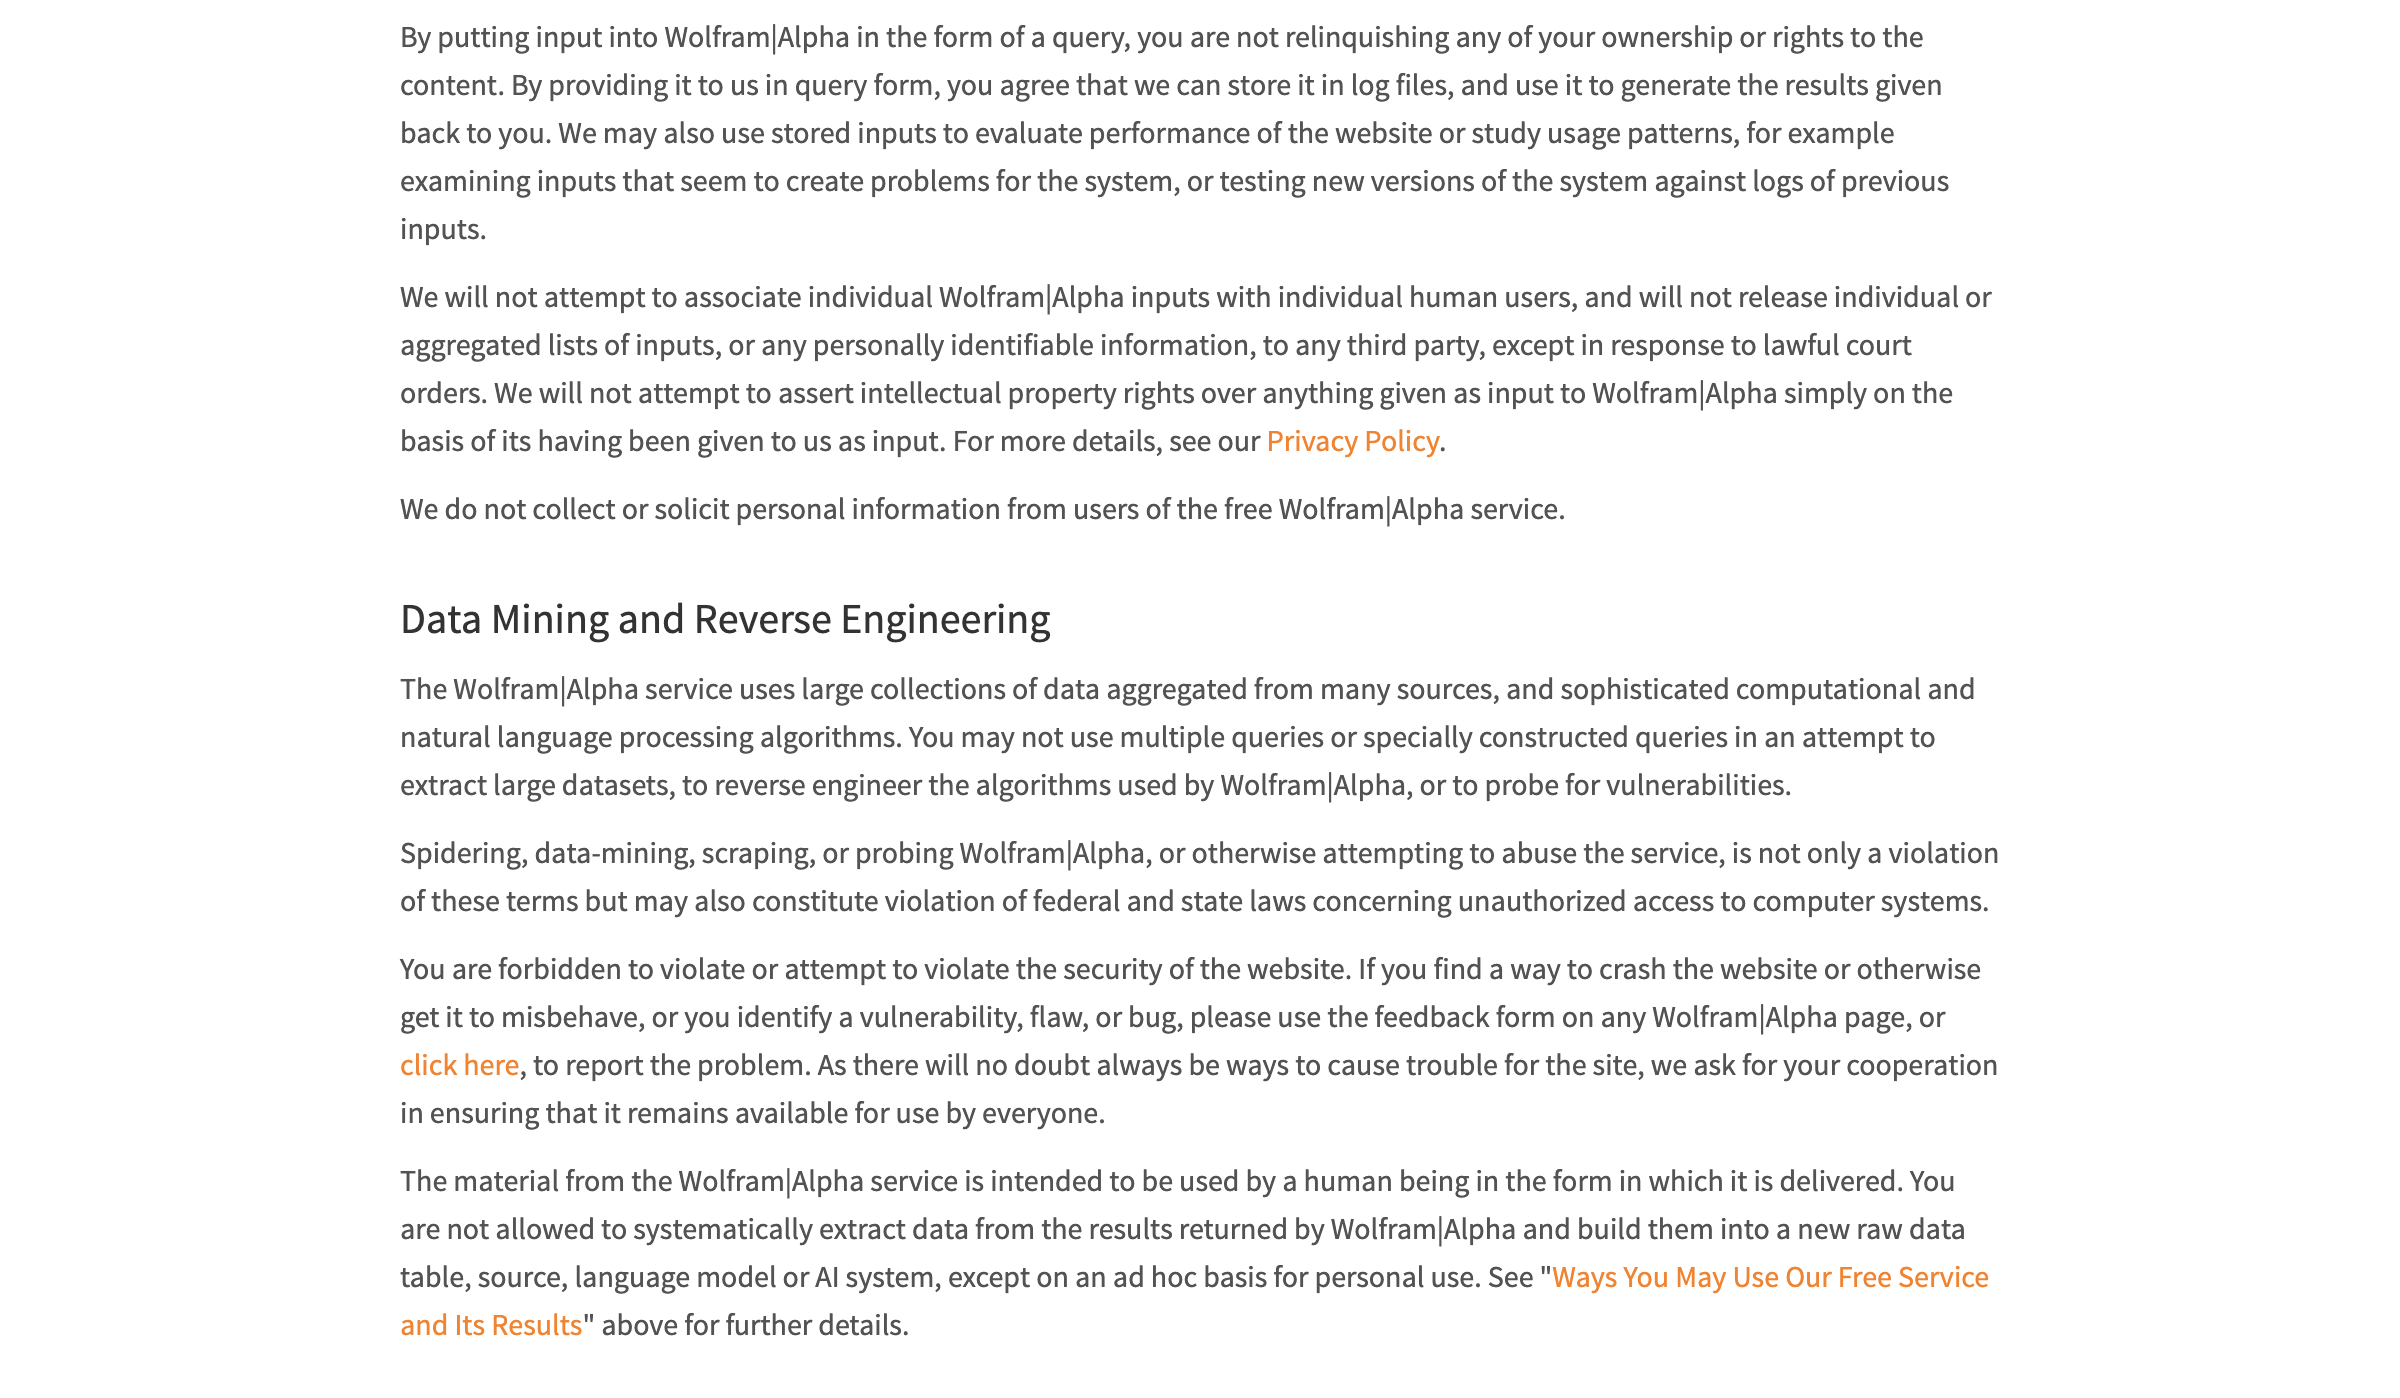 By putting input into Wolfram|Alpha in the form of a query, you are not relinquishing any of your ownership or rights to the
content. By providing it to us in query form, you agree that we can store it in log files, and use it to generate the results given
back to you. We may also use stored inputs to evaluate performance of the website or study usage patterns, for example
examining inputs that seem to create problems for the system, or testing new versions of the system against logs of previous
inputs.
We will not attempt to associate individual Wolfram|Alpha inputs with individual human users, and will not release individual or
aggregated lists of inputs, or any personally identifiable information, to any third party, except in response to lawful court
orders. We will not attempt to assert intellectual property rights over anything given as input to Wolfram|Alpha simply on the
basis of its having been given to us as input. For more details, see our Privacy Policy.
We do not collect or solicit personal information from users of the free Wolfram|Alpha service.
Data Mining and Reverse Engineering
The Wolfram|Alpha service uses large collections of data aggregated from many sources, and sophisticated computational and
natural language processing algorithms. You may not use multiple queries or specially constructed queries in an attempt to
extract large datasets, to reverse engineer the algorithms used by Wolfram|Alpha, or to probe for vulnerabilities.
Spidering, data-mining, scraping, or probing Wolfram|Alpha, or otherwise attempting to abuse the service, is not only a violation
of these terms but may also constitute violation of federal and state laws concerning unauthorized access to computer systems.
You are forbidden to violate or attempt to violate the security of the website. If you find a way to crash the website or otherwise
get it to misbehave, or you identify a vulnerability, flaw, or bug, please use the feedback form on any Wolfram|Alpha page, or
click here, to report the problem. As there will no doubt always be ways to cause trouble for the site, we ask for your cooperation
in ensuring that it remains available for use by everyone.
The material from the Wolfram|Alpha service is intended to be used by a human being in the form in which it is delivered. You
are not allowed to systematically extract data from the results returned by Wolfram|Alpha and build them into a new raw data
table, source, language model or AI system, except on an ad hoc basis for personal use. See "Ways You May Use Our Free Service
and Its Results" above for further details.